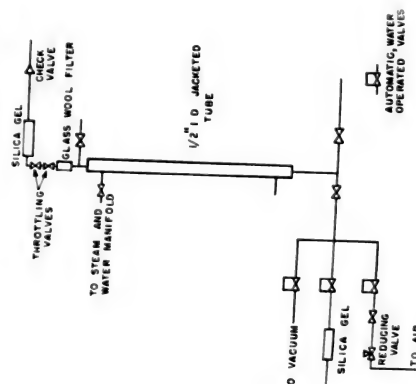 SILICA GEL
CHECK
VALVE
THROTTLING
VALVES
GLASS WOOL FILTER
TO STEAM AND
WATER MANIFOLD
1/2" I D JACKETED
TUBE
O VACUUM
SILICA GEL
REDUCING
VALVE
TO AIR
AUTOMATIC, WATER
OPERATED VALVES